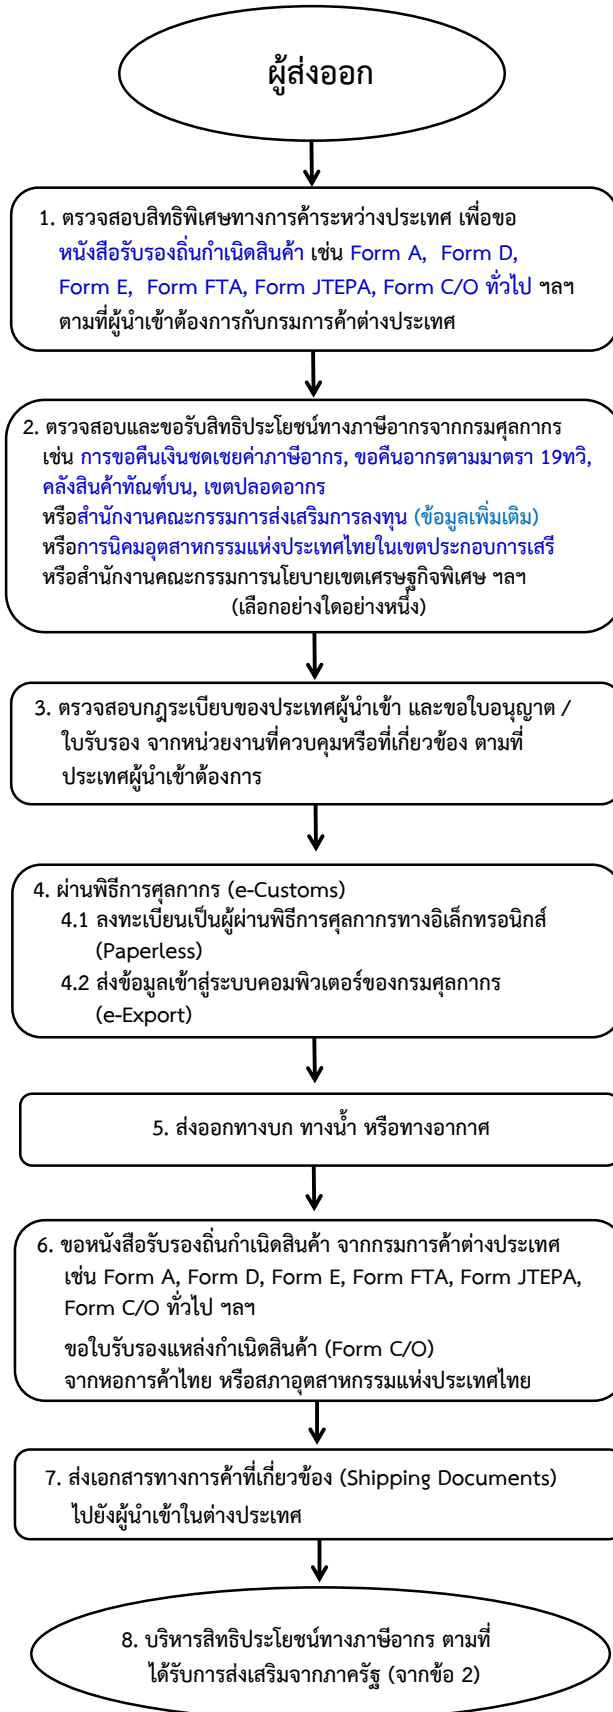 ผู้ส่งออก
1. ตรวจสอบสิทธิพิเศษทางการค้าระหว่างประเทศ เพื่อขอ
หนังสือรับรองถิ่นกำเนิดสินค้า เช่น Form A, Form D,
Form E, Form FTA, Form JTEPA, Form C/O ทั่วไป ฯลฯ
ตามที่ผู้นำเข้าต้องการกับกรมการค้าต่างประเทศ
2. ตรวจสอบและขอรับสิทธิประโยชน์ทางภาษีอากรจากกรมศุลกากร
เช่น การขอคืนเงินชดเชยค่าภาษีอากร, ขอคืนอากรตามมาตรา 19ทวิ,
คลังสินค้าทัณฑ์บน, เขตปลอดอากร
หรือสำนักงานคณะกรรมการส่งเสริมการลงทุน (ข้อมูลเพิ่มเติม)
หรือการนิคมอุตสาหกรรมแห่งประเทศไทยในเขตประกอบการเสรี
หรือสำนักงานคณะกรรมการนโยบายเขตเศรษฐกิจพิเศษ ฯลฯ
(เลือกอย่างใดอย่างหนึ่ง)
3. ตรวจสอบกฎระเบียบของประเทศผู้นำเข้า และขอใบอนุญาต /
ใบรับรอง จากหน่วยงานที่ควบคุมหรือที่เกี่ยวข้อง ตามที่
ประเทศผู้นำเข้าต้องการ
4. ผ่านพิธีการศุลกากร (e-Customs)
4.1 ลงทะเบียนเป็นผู้ผ่านพิธีการศุลกากรทางอิเล็กทรอนิกส์
(Paperless)
4.2 ส่งข้อมูลเข้าสู่ระบบคอมพิวเตอร์ของกรมศุลกากร
(e-Export)
5. ส่งออกทางบก ทางน้ำ หรือทางอากาศ
6. ขอหนังสือรับรองถิ่นกำเนิดสินค้า จากกรมการค้าต่างประเทศ
เช่น Form A, Form D, Form E, Form FTA, Form JTEPA,
Form C/O ทั่วไป ฯลฯ
ขอใบรับรองแหล่งกำเนิดสินค้า (Form C/O)
จากหอการค้าไทย หรือสภาอุตสาหกรรมแห่งประเทศไทย
7. ส่งเอกสารทางการค้าที่เกี่ยวข้อง (Shipping Documents)
ไปยังผู้นำเข้าในต่างประเทศ
8. บริหารสิทธิประโยชน์ทางภาษีอากร ตามที่
ได้รับการส่งเสริมจากภาครัฐ (จากข้อ 2)